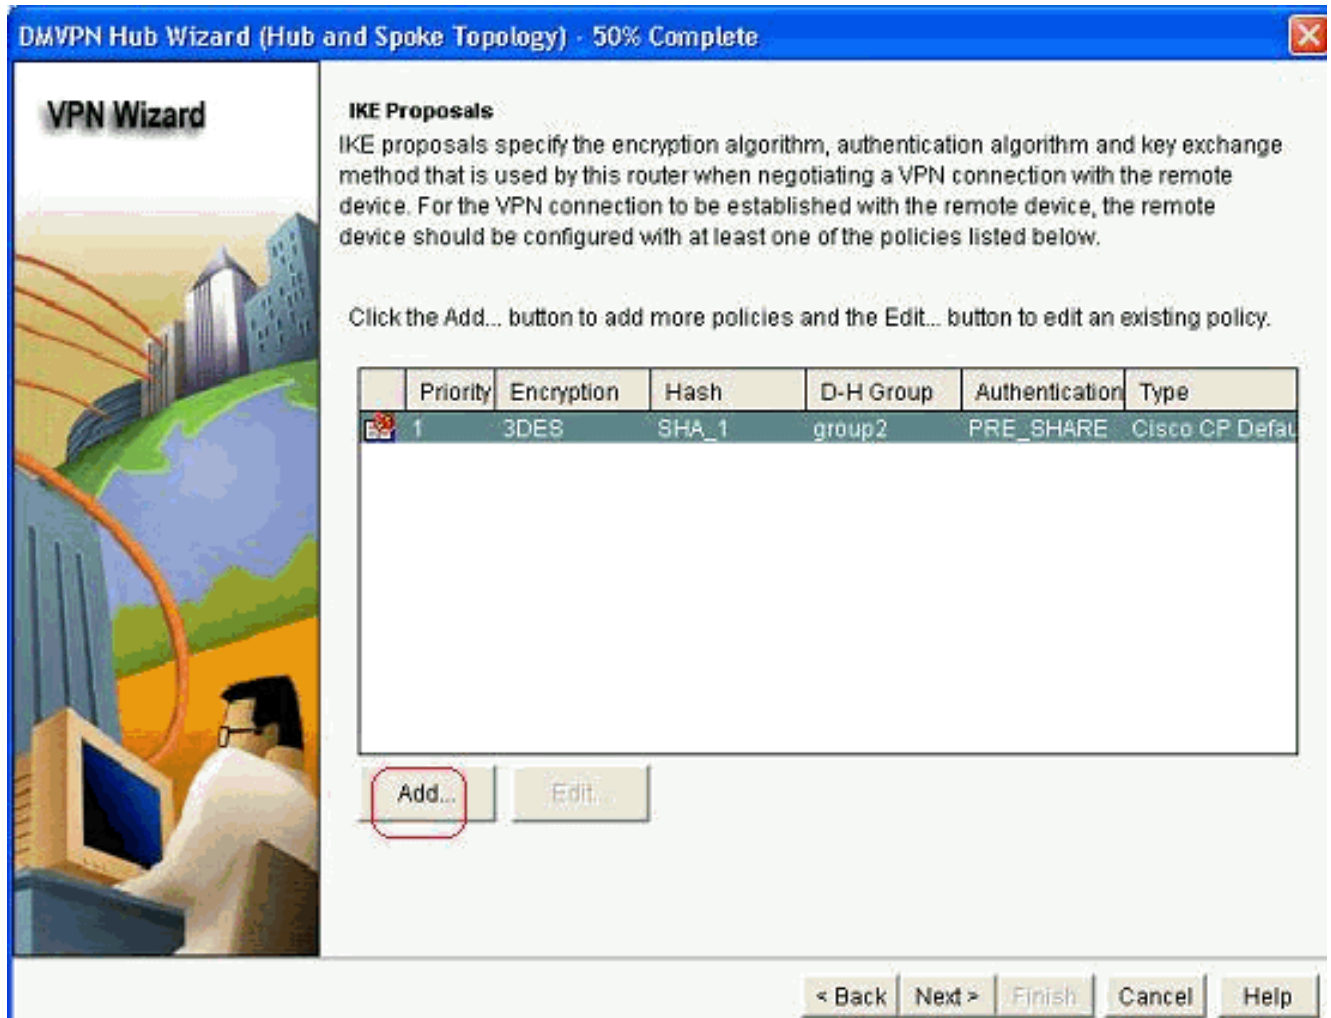 DMVPN Hub Wizard (Hub and Spoke Topology) - 50% Complete
VPN Wizard
IKE Proposals
IKE proposals specify the encryption algorithm, authentication algorithm and key exchange
method that is used by this router when negotiating a VPN connection with the remote
device. For the VPN connection to be established with the remote device, the remote
device should be configured with at least one of the policies listed below.
Click the Add... button to add more policies and the Edit... button to edit an existing policy.
Priority Encryption Hash D-H Group Authentication Type
1 3DES SHA_1 group2 PRE_SHARE Cisco CP Defau
Add... Edit...
< Back Next > Finish Cancel Help